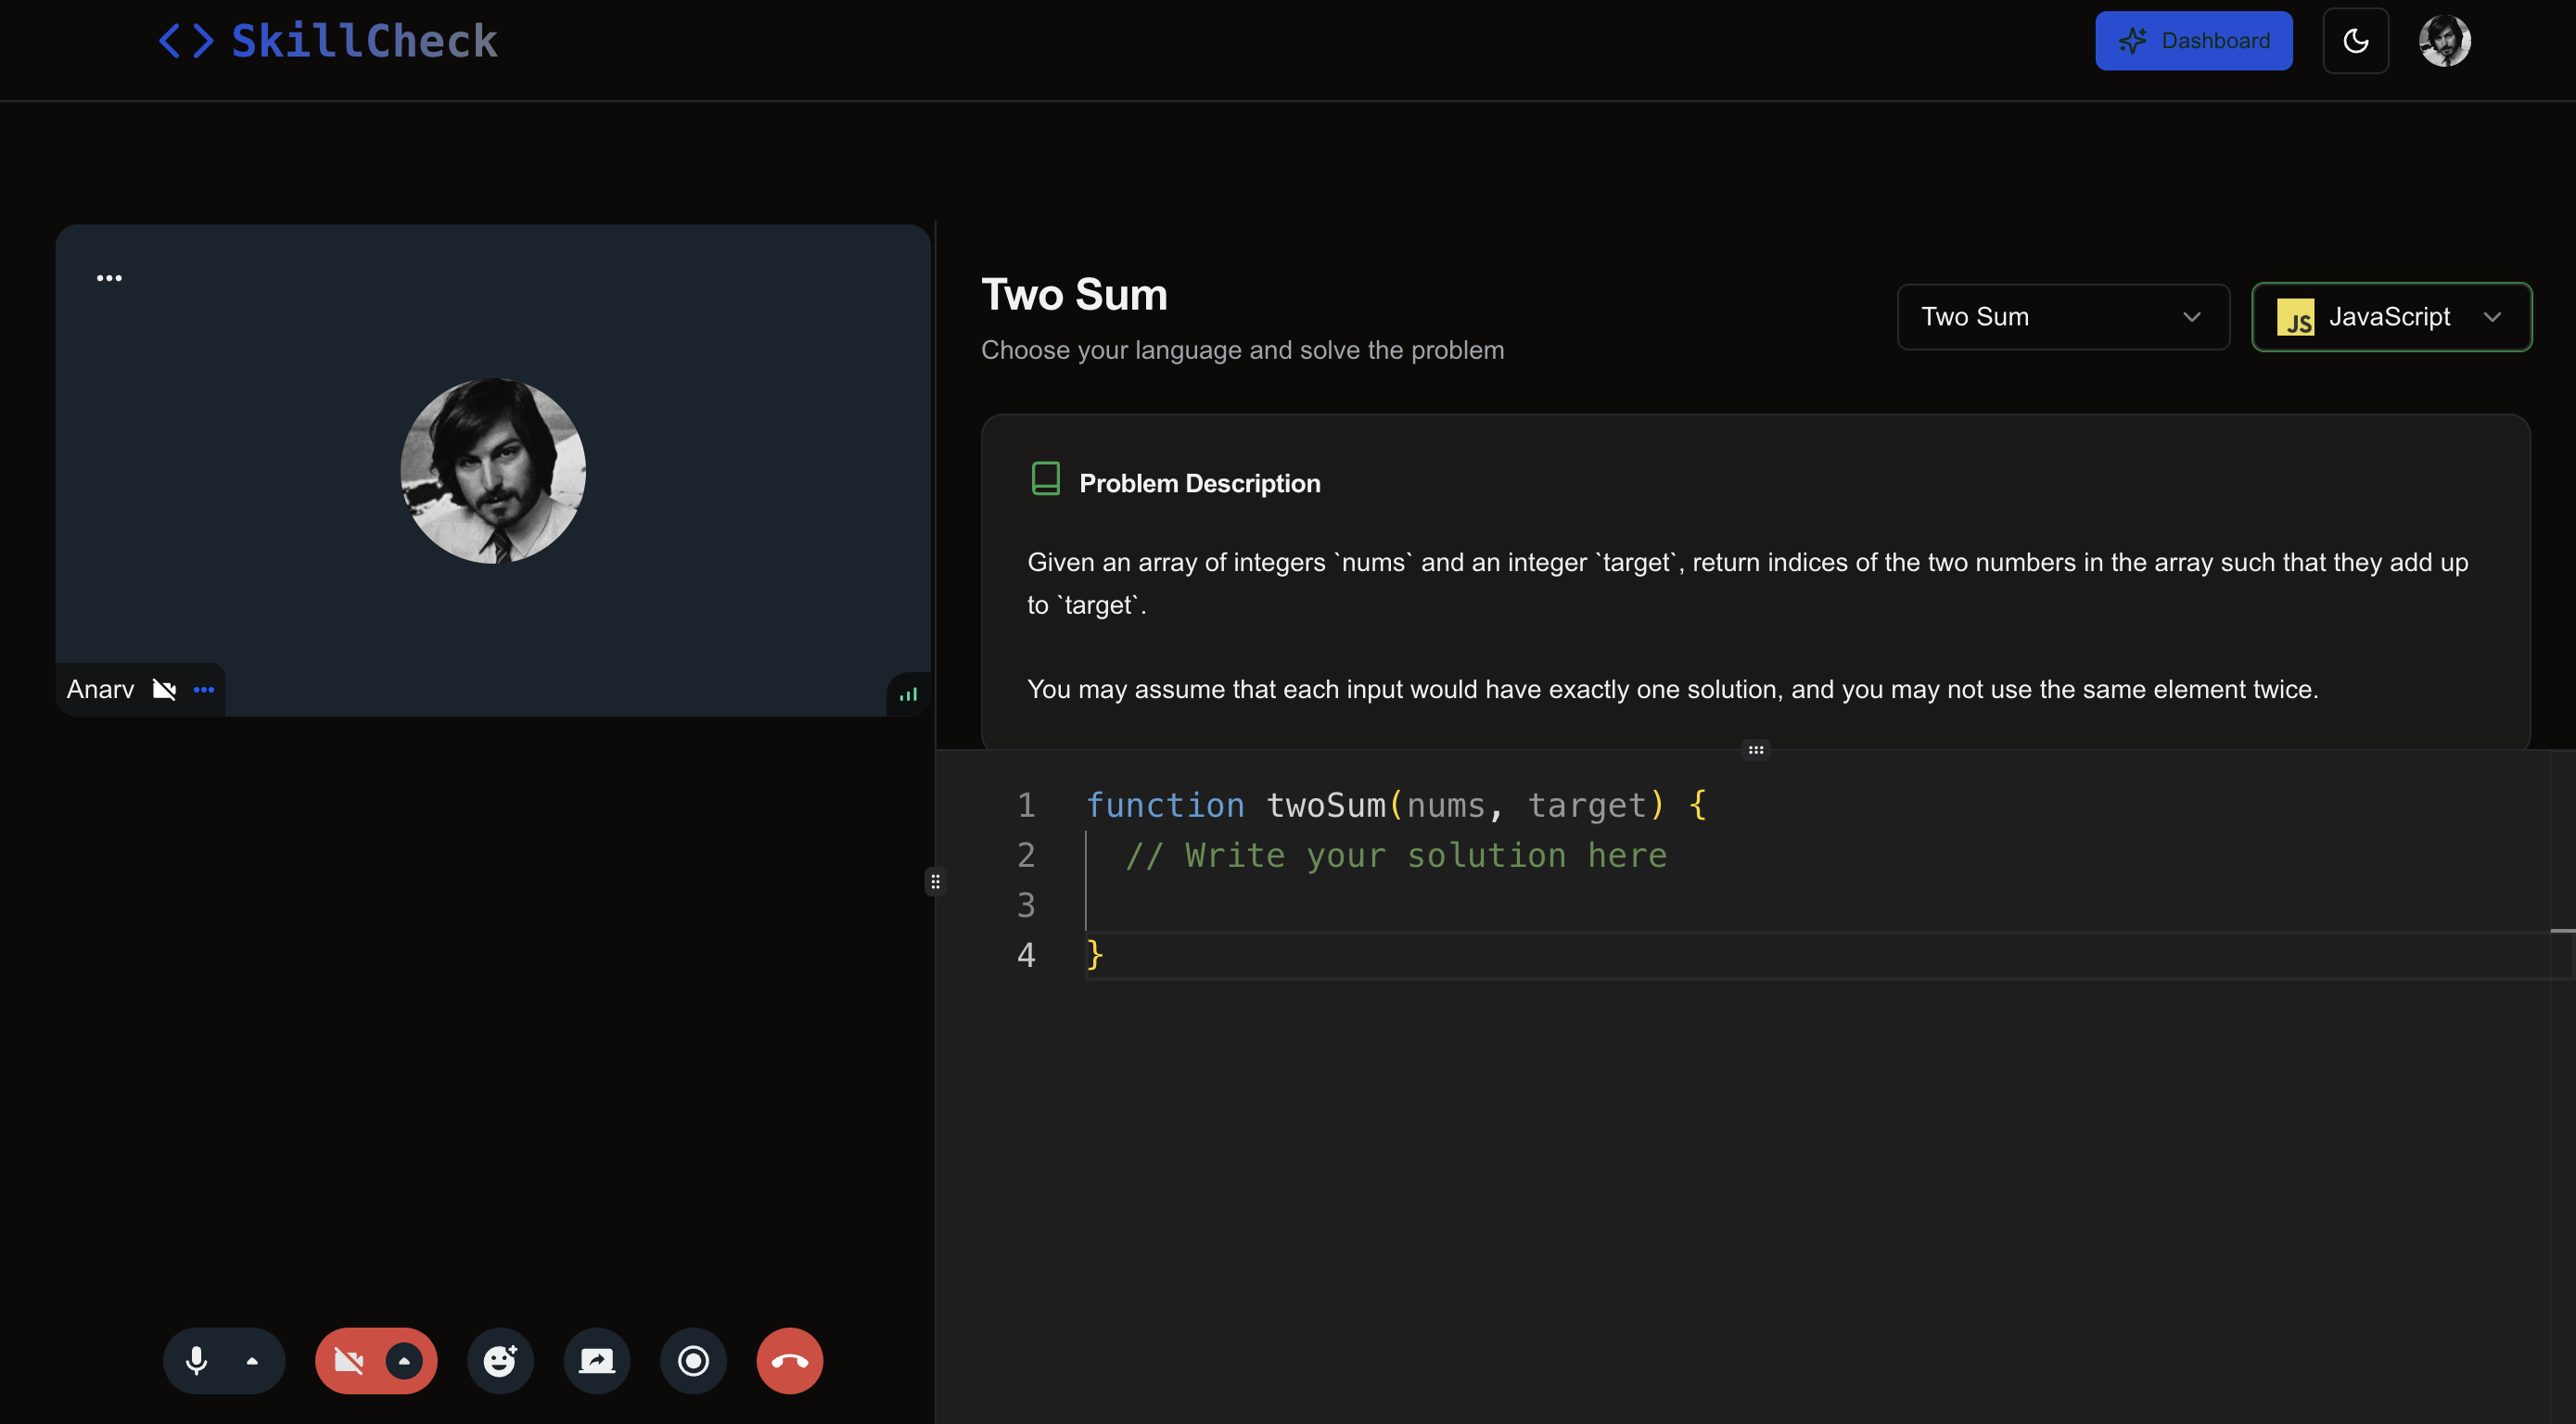 <> SkillCheck
Dashboard
Anarv
Two Sum
Choose your language and solve the problem
Two Sum
JS JavaScript
Problem Description
Given an array of integers `nums` and an integer `target`, return indices of the two numbers in the array such that they add up
to `target`.
You may assume that each input would have exactly one solution, and you may not use the same element twice.
1 function twoSum(nums, target) {
2 // Write your solution here
3
4 }